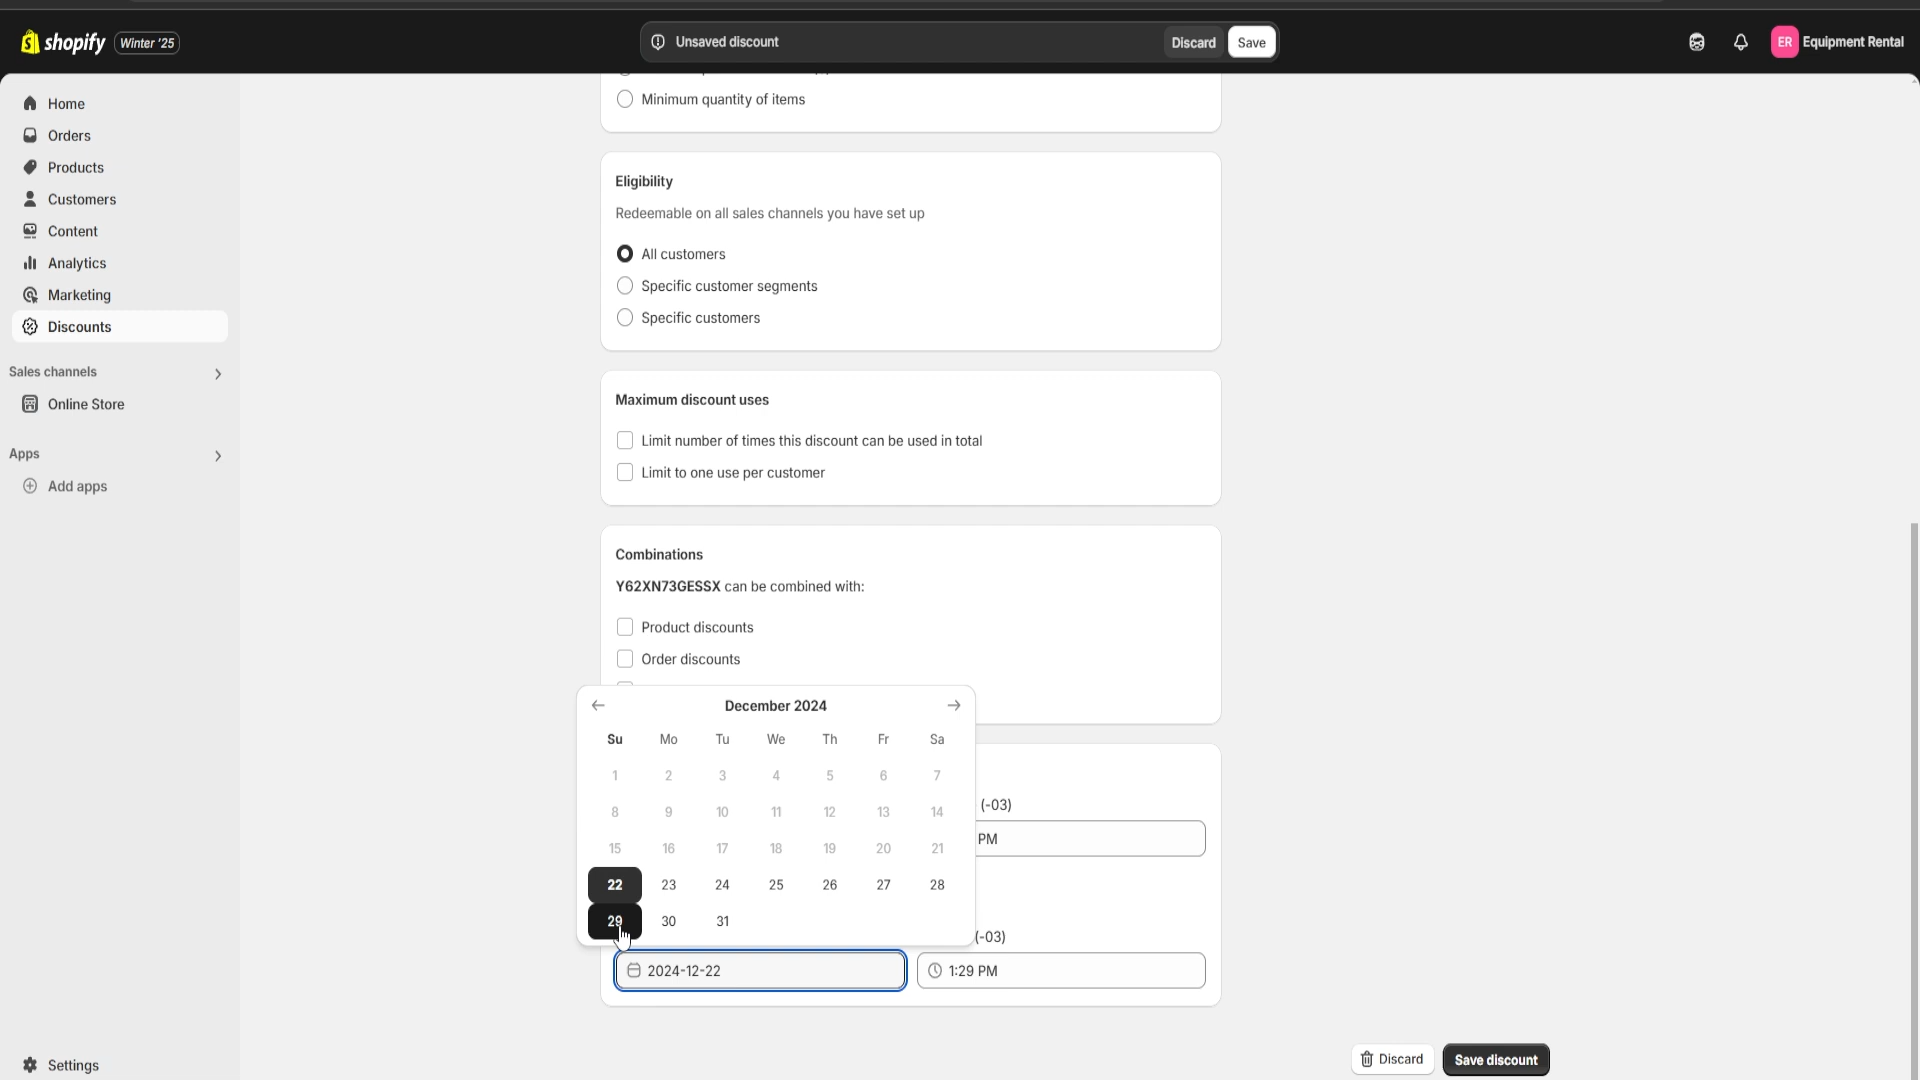 shopify
Winter '25
Unsaved discount
Discard
Save
ER
Equipment Rental
Home
Orders
Products
Customers
Content
Analytics
Marketing
Discounts
Sales channels
Online Store
Apps
Add apps
Settings
Minimum quantity of items
Eligibility
Redeemable on all sales channels you have set up
All customers
Specific customer segments
Specific customers
Maximum discount uses
Limit number of times this discount can be used in total
Limit to one use per customer
Combinations
Y62XN73GESSX can be combined with:
Product discounts
Order discounts
December 2024
Su Mo Tu We Th Fr Sa
1 2 3 4 5 6 7
8 9 10 11 12 13 14
15 16 17 18 19 20 21
22 23 24 25 26 27 28
29 30 31
(-03)
PM
(-03)
2024-12-22
1:29 PM
Discard
Save discount